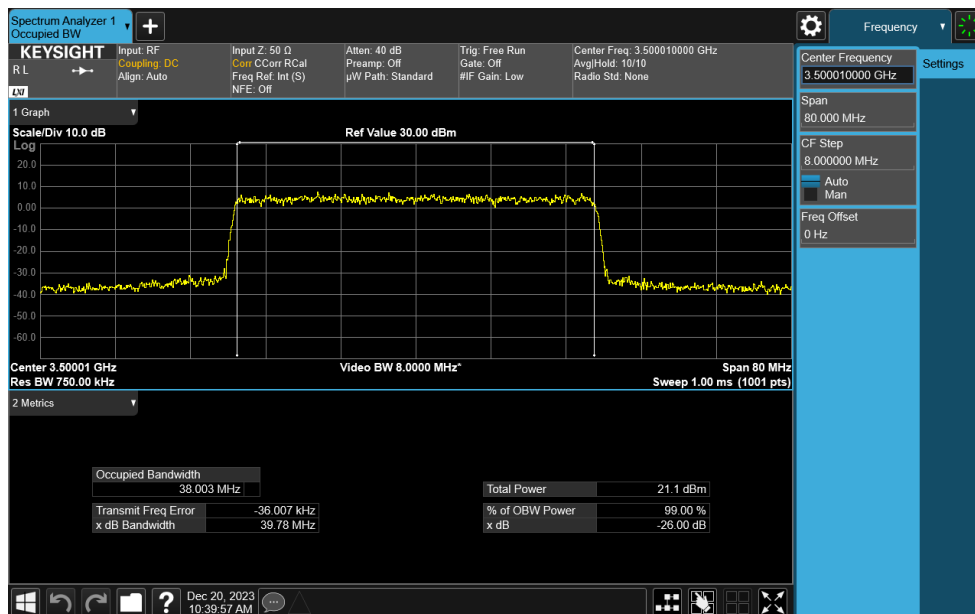 Spectrum Analyzer 1
Occupied BW
KEYSIGHT
R L
LXI
Input: RF
Coupling: DC
Align: Auto
Input Z: 50 Ω
Corr CCorr RCal
Freq Ref: Int (S)
NFE: Off
Atten: 40 dB
Preamp: Off
µW Path: Standard
Trig: Free Run
Gate: Off
#IF Gain: Low
Center Freq: 3.500010000 GHz
Avg|Hold: 10/10
Radio Std: None
1 Graph
Scale/Div 10.0 dB
Ref Value 30.00 dBm
Log
20.0
10.0
0.00
-10.0
-20.0
-30.0
-40.0
-50.0
-60.0
Center 3.50001 GHz
Video BW 8.0000 MHz*
Span 80 MHz
Res BW 750.00 kHz
Sweep 1.00 ms (1001 pts)
2 Metrics
Occupied Bandwidth
38.003 MHz
Transmit Freq Error -36.007 kHz
x dB Bandwidth 39.78 MHz
Total Power 21.1 dBm
% of OBW Power 99.00 %
x dB -26.00 dB
Dec 20, 2023
10:39:57 AM
Frequency
Settings
Center Frequency
3.500010000 GHz
Span
80.000 MHz
CF Step
8.000000 MHz
Auto
Man
Freq Offset
0 Hz